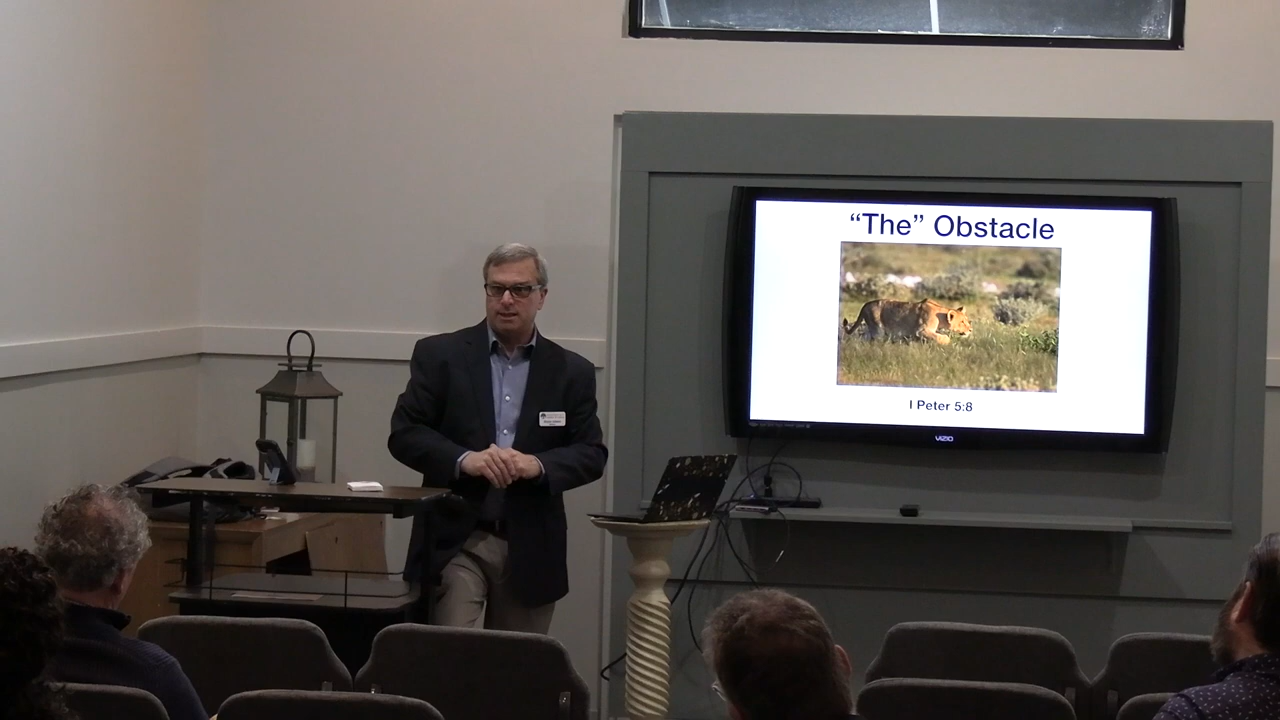 “The” Obstacle
I Peter 5:8
VIZIO